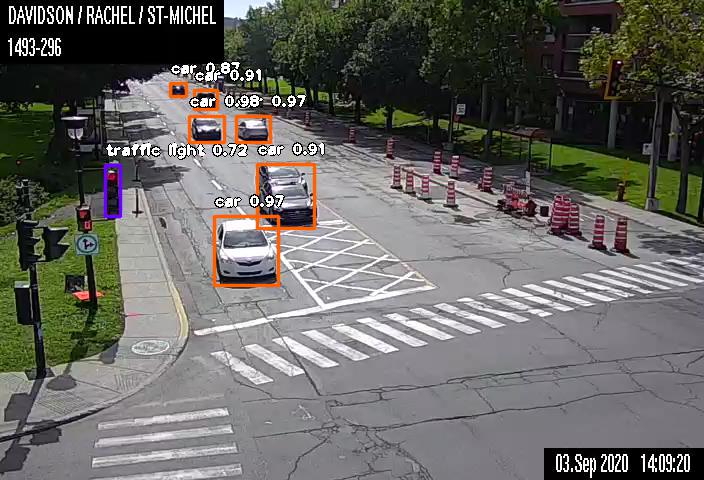 DAVIDSON / RACHEL / ST-MICHEL
1493-296
car 0.87
car 0.91
car 0.98
0.97
traffic light 0.72
car 0.91
car 0.97
03.Sep 2020 14:09:20